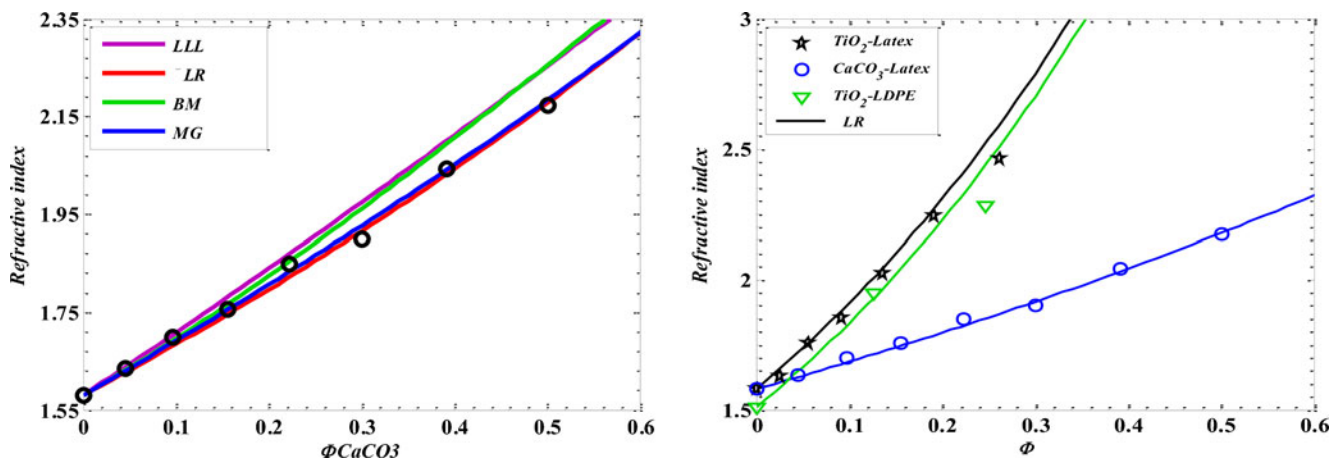 2.35
2.15
1.95
1.75
1.55
Refractive index
LLL
¯LR
BM
MG
0 0.1 0.2 0.3 0.4 0.5 0.6
ΦCaCO3
3
2.5
2
1.5
Refractive index
TiO2-Latex
CaCO3-Latex
TiO2-LDPE
LR
0 0.1 0.2 0.3 0.4 0.5 0.6
Φ